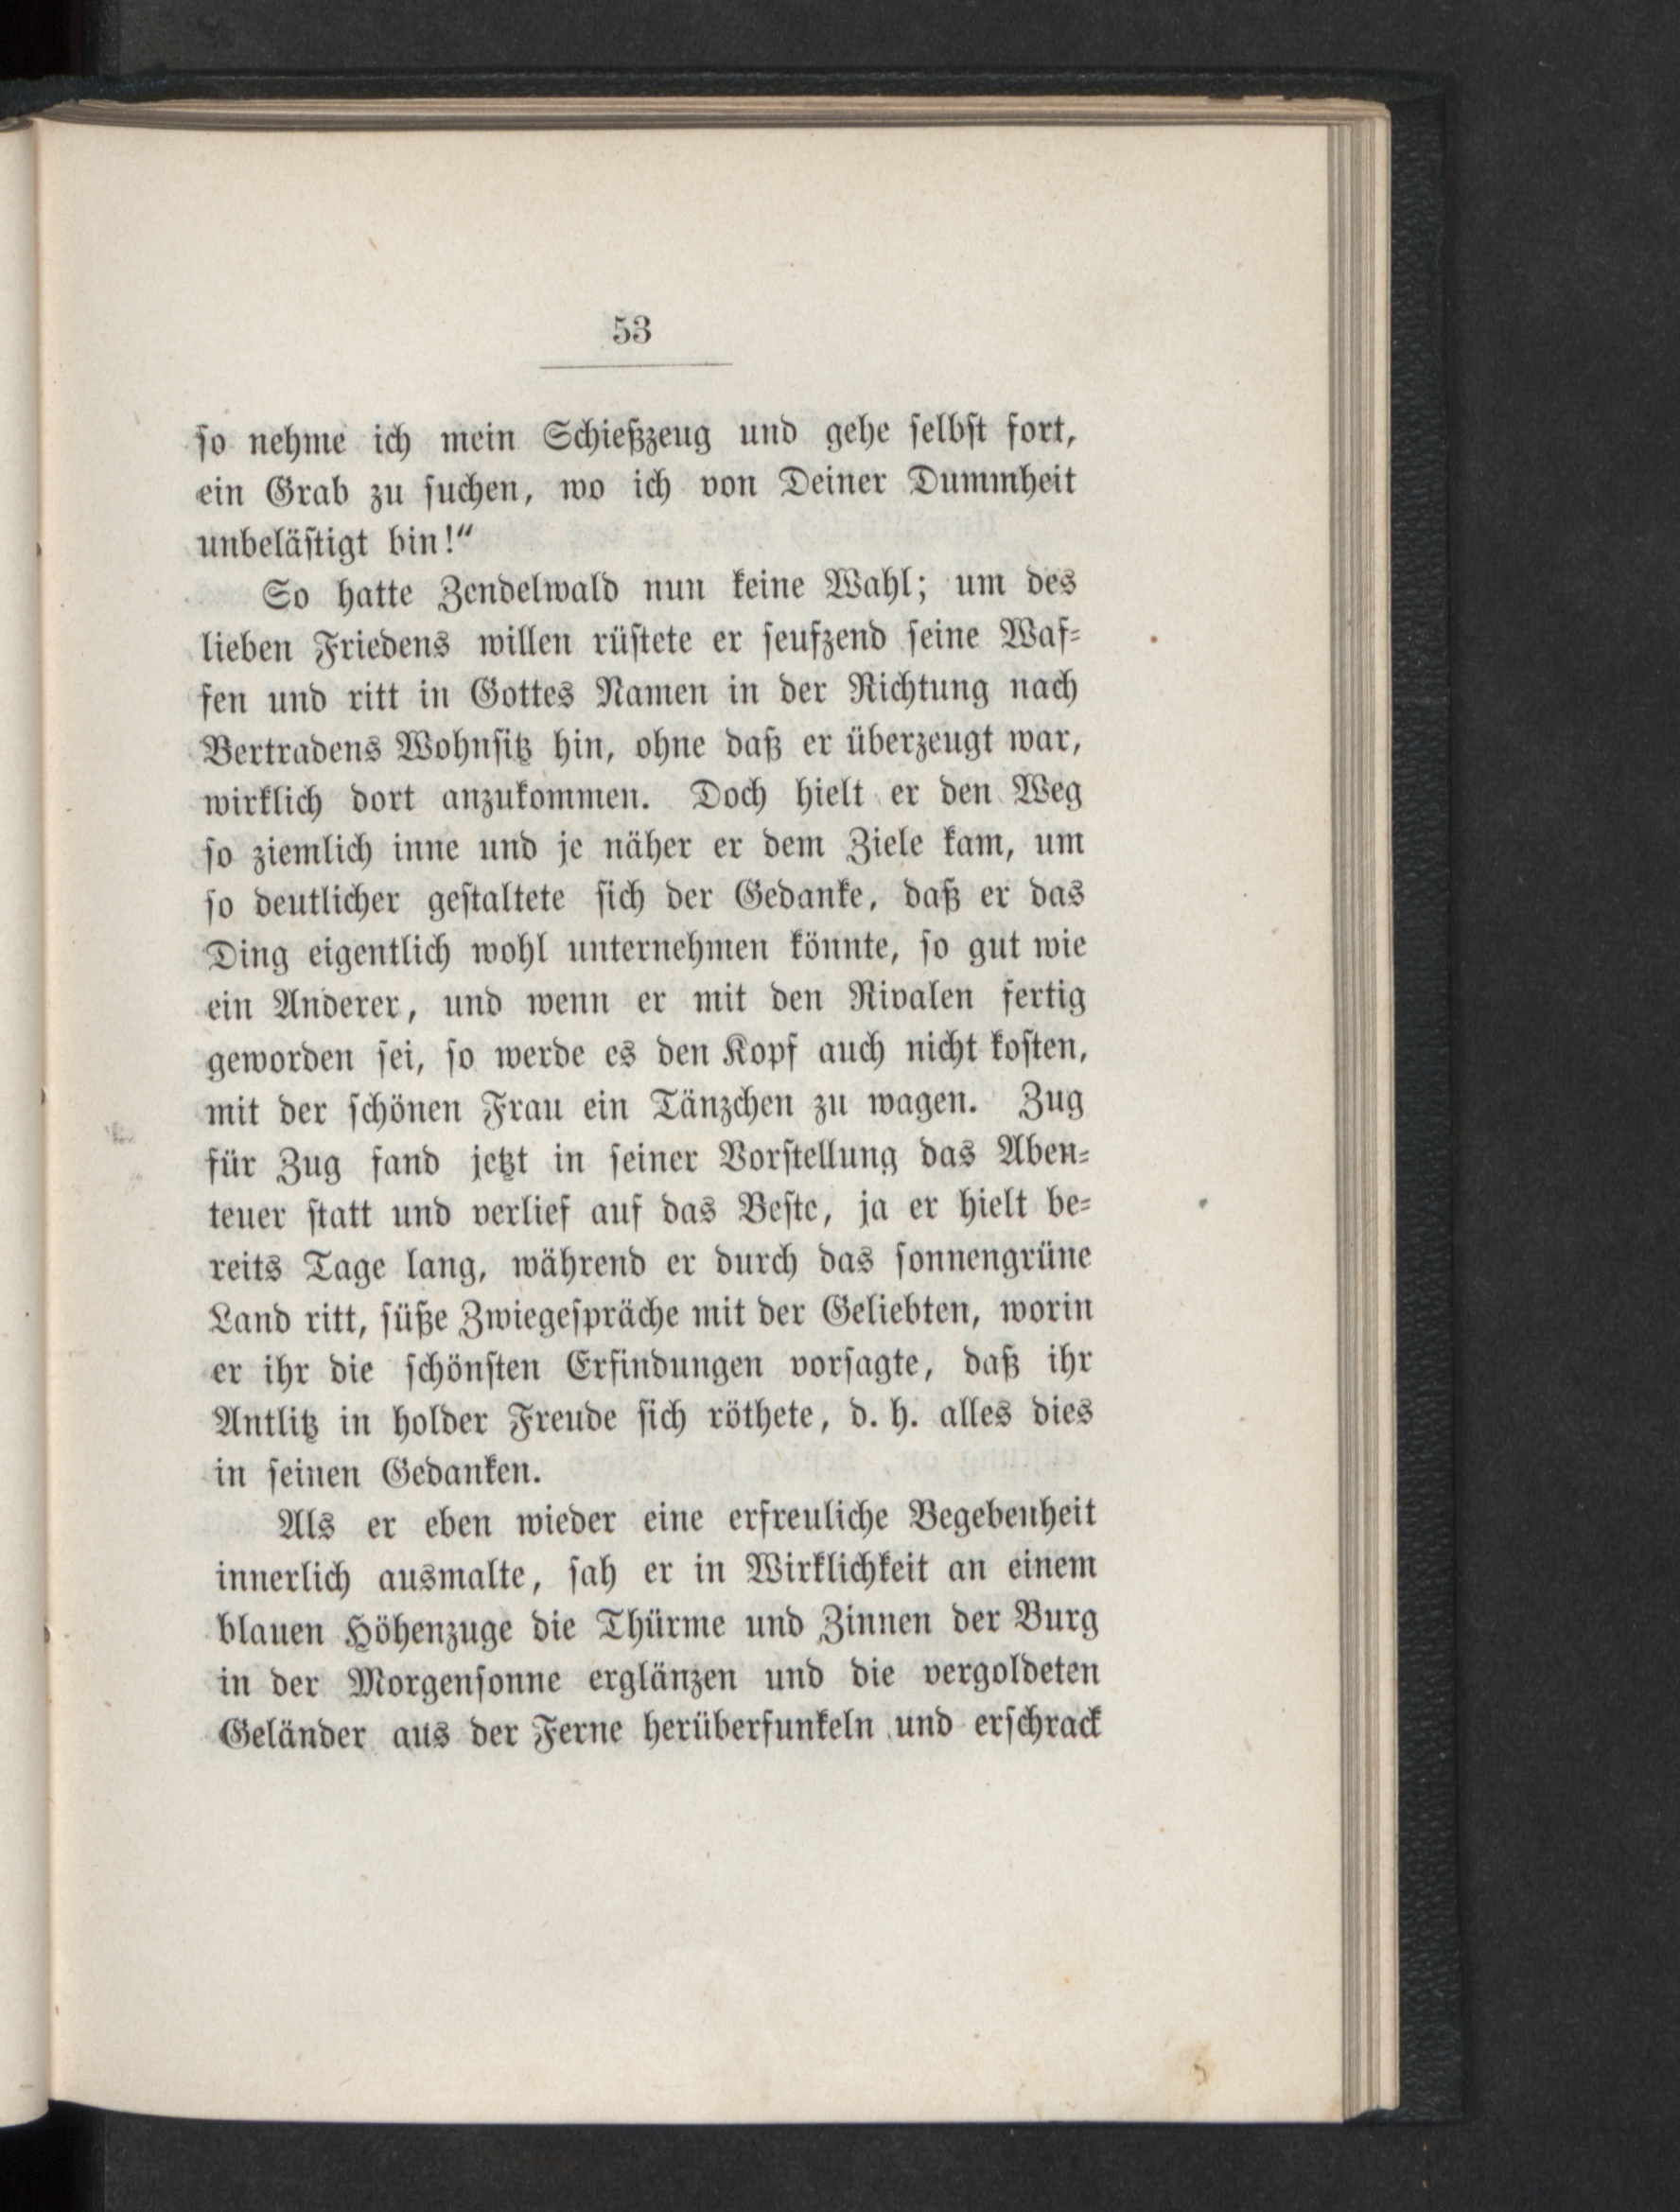 53
so nehme ich mein Schießzeug und gehe selbst fort,
ein Grab zu suchen, wo ich von Deiner Dummheit
unbelästigt bin!“
So hatte Zendelwald nun keine Wahl; um des
lieben Friedens willen rüstete er seufzend seine Waf-
fen und ritt in Gottes Namen in der Richtung nach
Bertradens Wohnsitz hin, ohne daß er überzeugt war,
wirklich dort anzukommen. Doch hielt er den Weg
so ziemlich inne und je näher er dem Ziele kam, um
so deutlicher gestaltete sich der Gedanke, daß er das
Ding eigentlich wohl unternehmen könnte, so gut wie
ein Anderer, und wenn er mit den Rivalen fertig
geworden sei, so werde es den Kopf auch nicht kosten,
mit der schönen Frau ein Tänzchen zu wagen. Zug
für Zug fand jetzt in seiner Vorstellung das Aben-
teuer statt und verlief auf das Beste, ja er hielt be-
reits Tage lang, während er durch das sonnengrüne
Land ritt, süße Zwiegespräche mit der Geliebten, worin
er ihr die schönsten Erfindungen vorsagte, daß ihr
Antlitz in holder Freude sich röthete, d. h. alles dies
in seinen Gedanken.
Als er eben wieder eine erfreuliche Begebenheit
innerlich ausmalte, sah er in Wirklichkeit an einem
blauen Höhenzuge die Thürme und Zinnen der Burg
in der Morgensonne erglänzen und die vergoldeten
Geländer aus der Ferne herüberfunkeln und erschrack